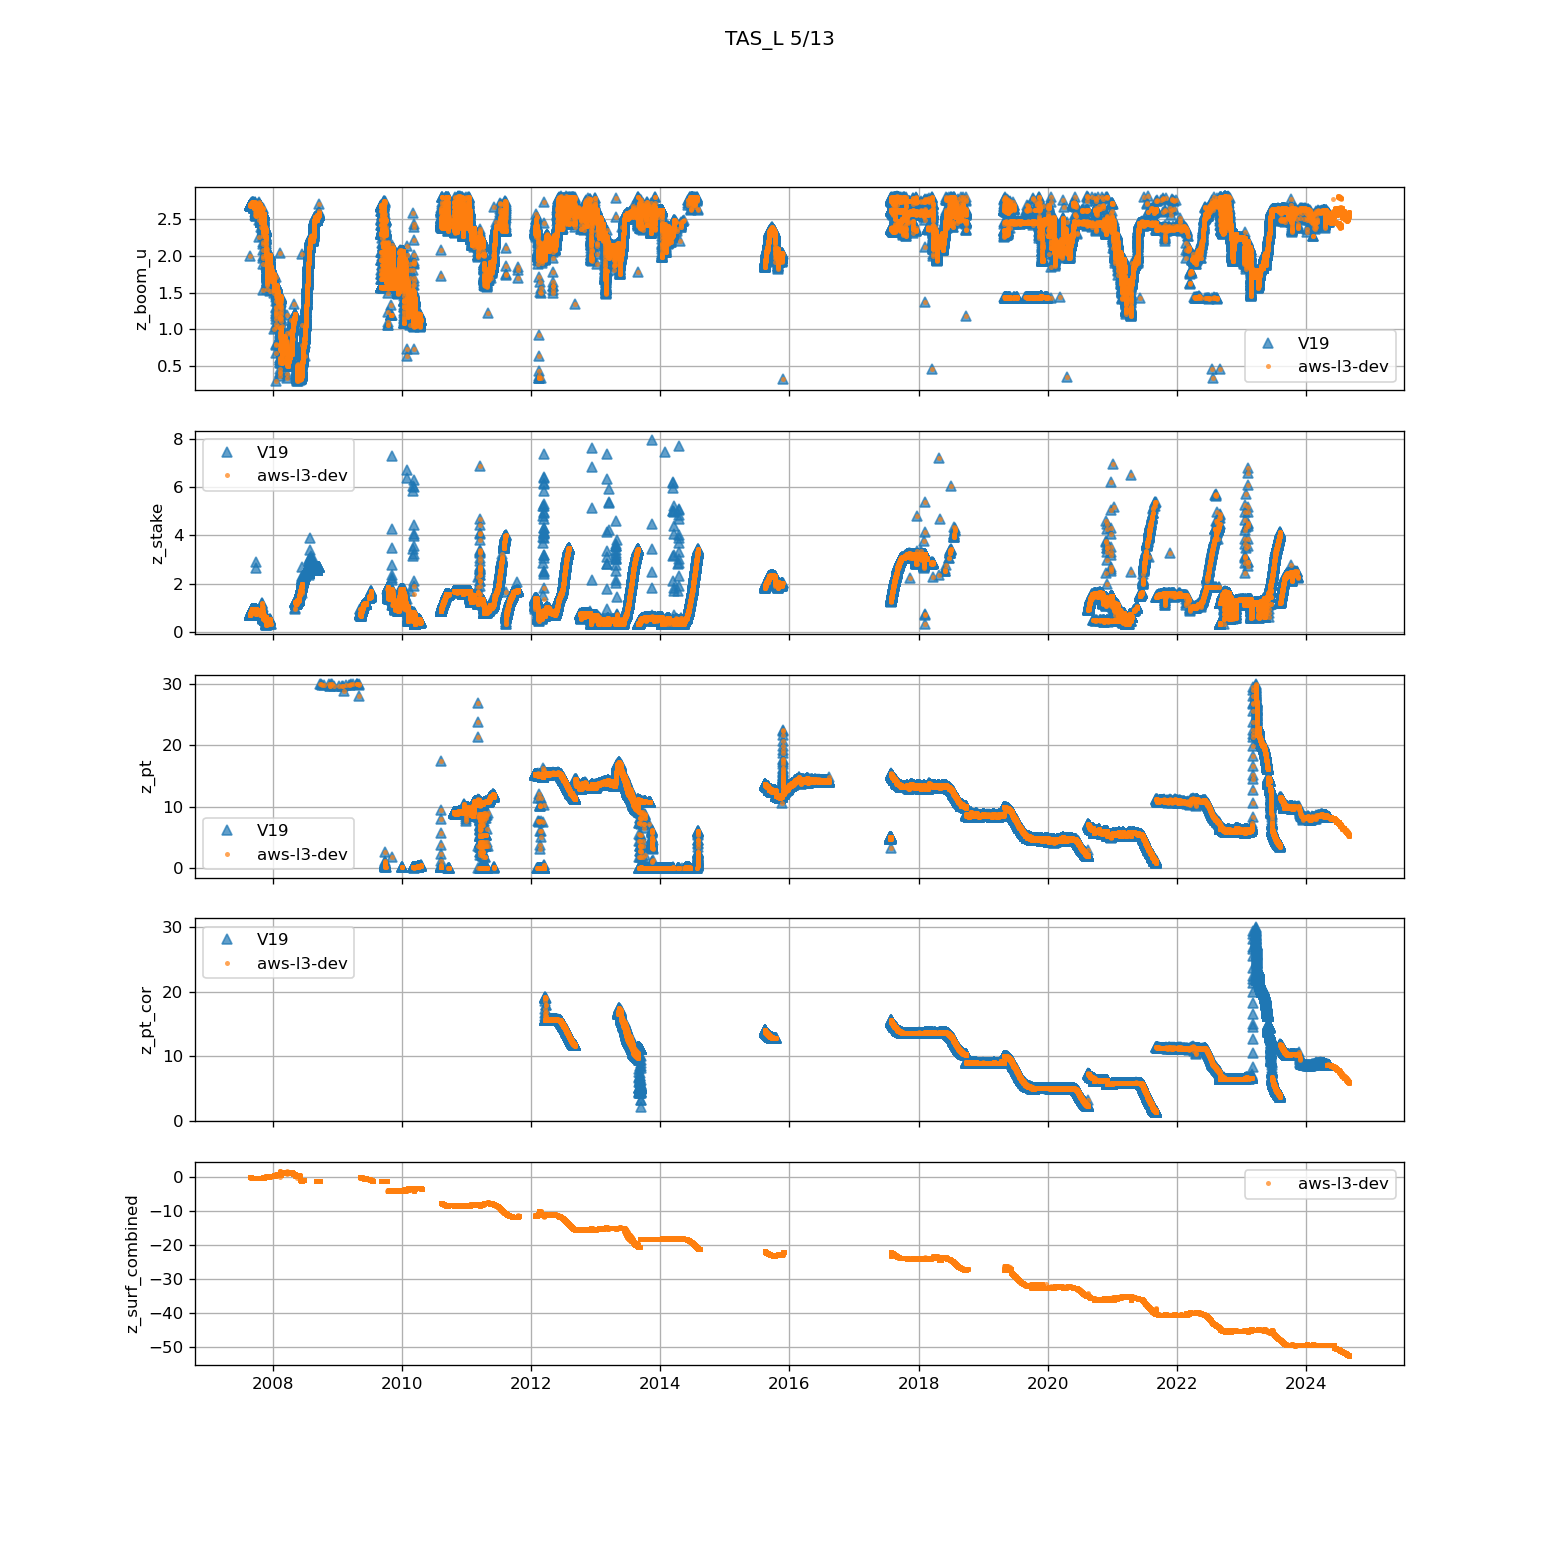 TAS_L 5/13
z_boom_u
2.5
2.0
1.5
1.0
0.5
V19
aws-l3-dev
z_stake
8
6
4
2
0
V19
aws-l3-dev
z_pt
30
20
10
0
V19
aws-l3-dev
z_pt_cor
30
20
10
0
V19
aws-l3-dev
z_surf_combined
0
−10
−20
−30
−40
−50
aws-l3-dev
2008 2010 2012 2014 2016 2018 2020 2022 2024